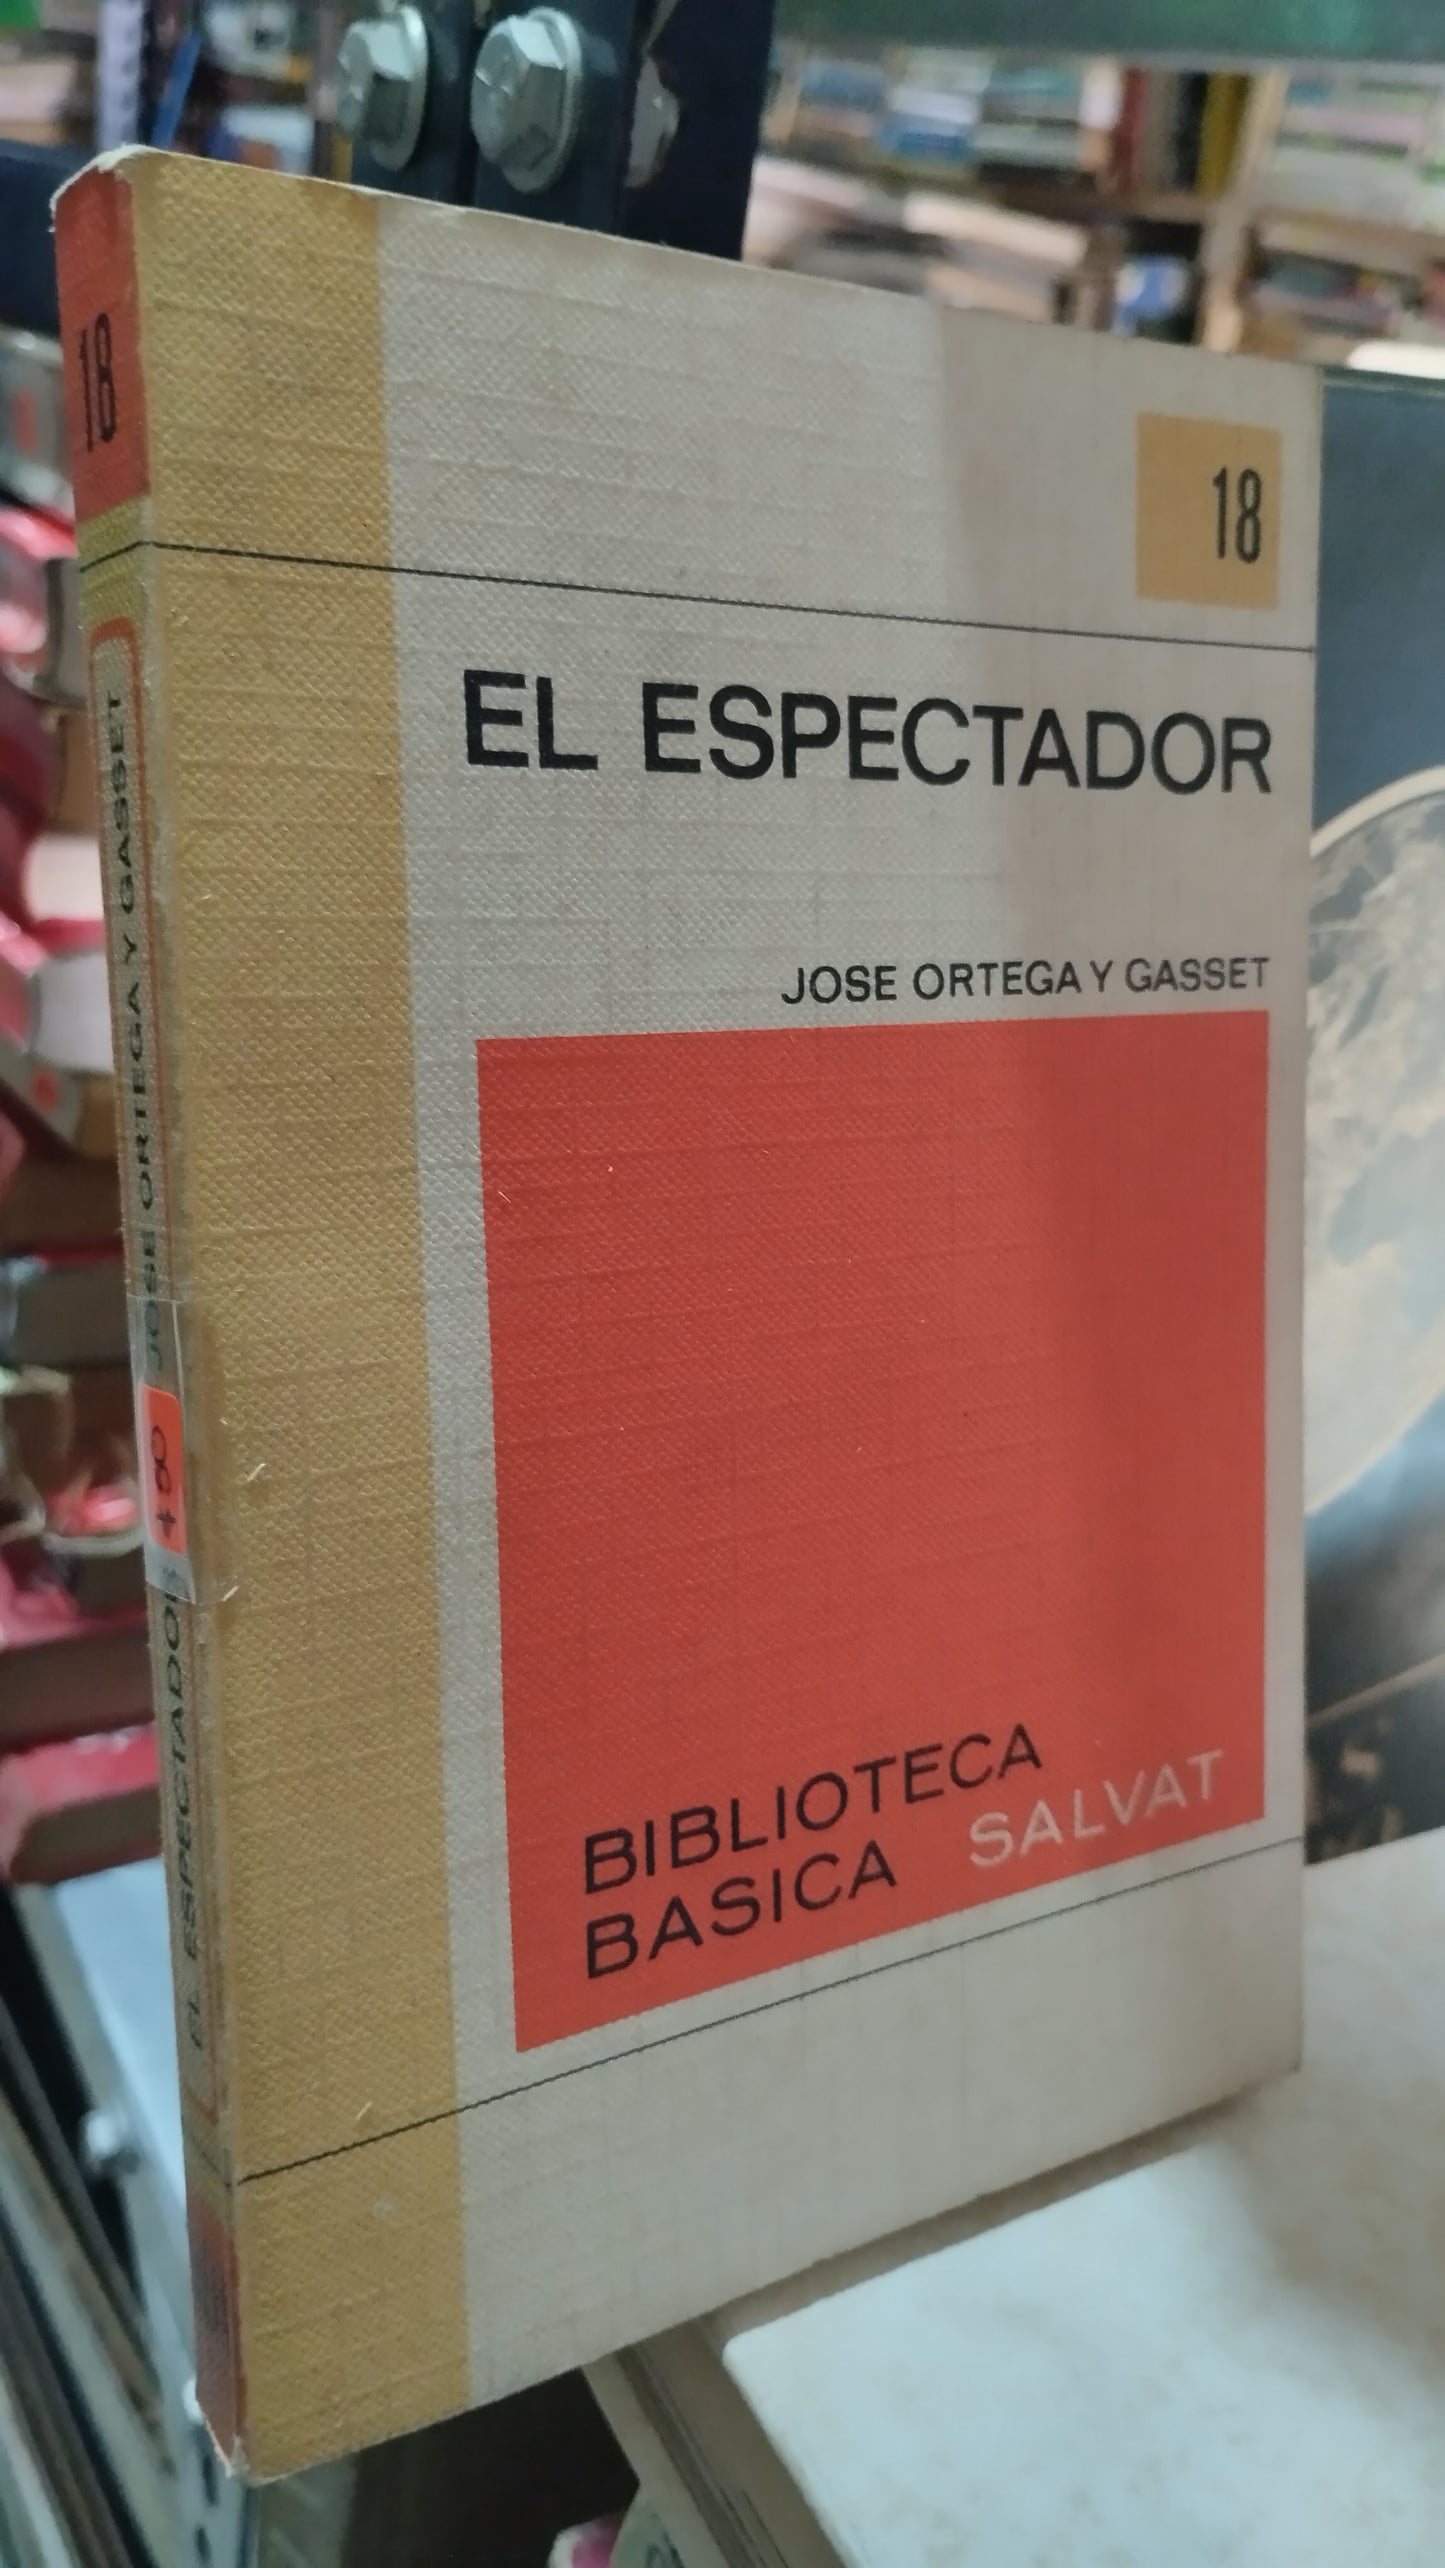 18
EL ESPECTADOR
JOSE ORTEGA Y GASSET
BIBLIOTECA
BASICA SALVAT
18
EL ESPECTADOR
JOSE ORTEGA Y GASSET